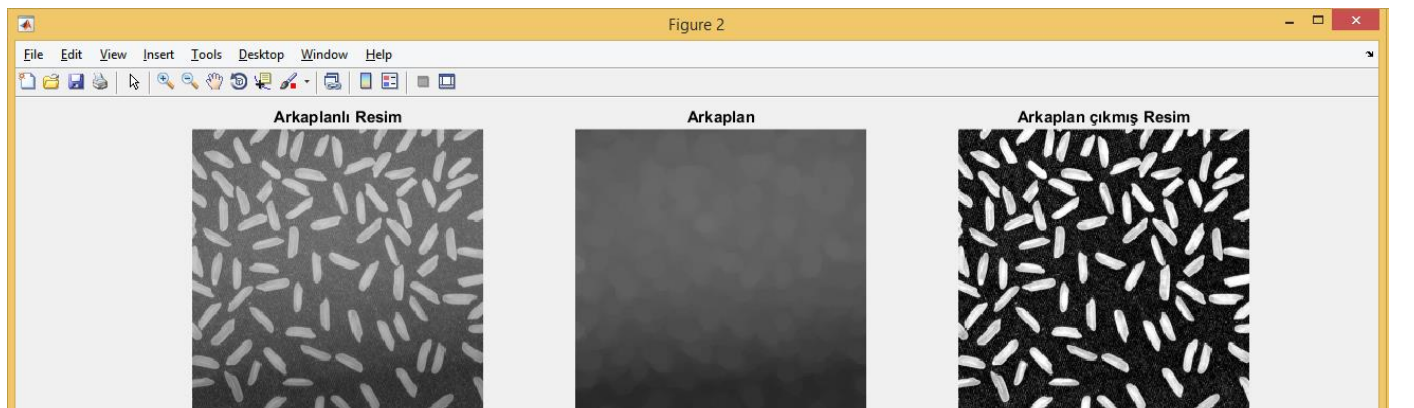 Figure 2
File Edit View Insert Tools Desktop Window Help
Arkaplanlı Resim
Arkaplan
Arkaplan çıkmış Resim